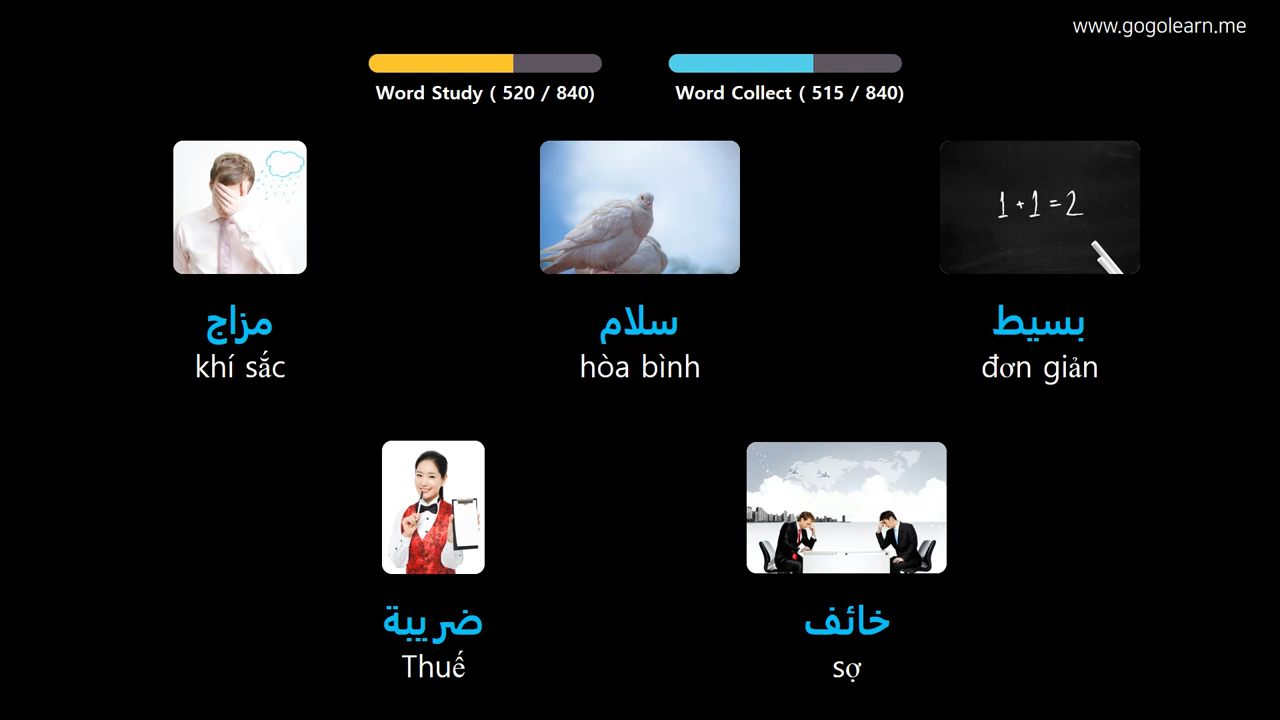 www.gogolearn.me
Word Study ( 520 / 840)
Word Collect ( 515 / 840)
1 + 1 = 2
مزاج
khí sắc
سلام
hòa bình
بسيط
đơn giản
ضريبة
Thuế
خائف
sợ